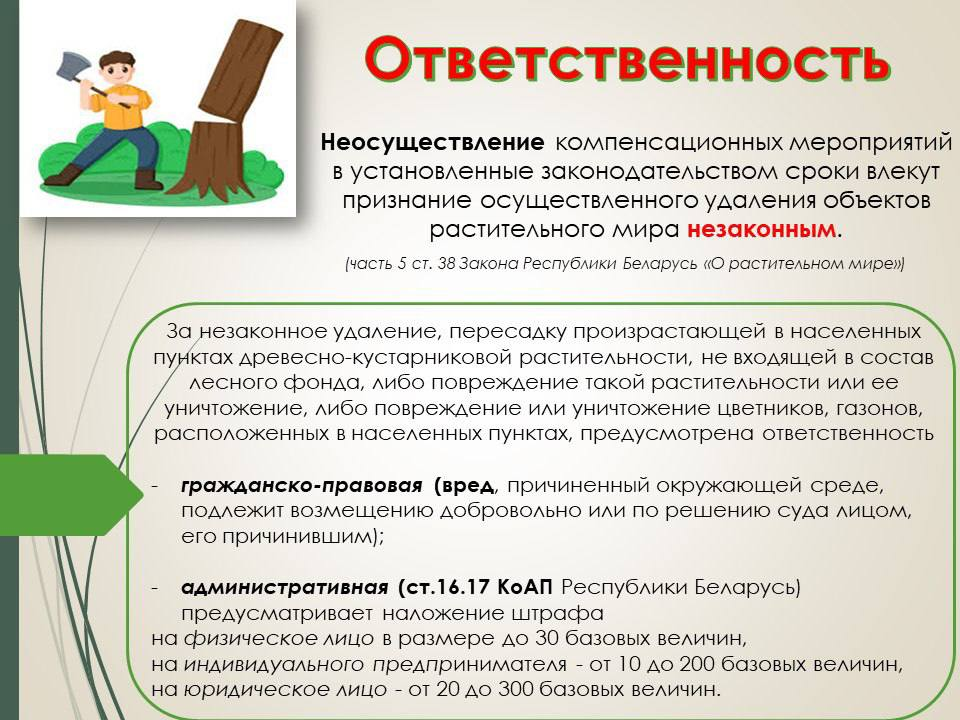 Ответственность
Неосуществление компенсационных мероприятий
в установленные законодательством сроки влекут
признание осуществленного удаления объектов
растительного мира незаконным.
(часть 5 ст. 38 Закона Республики Беларусь «О растительном мире»)
За незаконное удаление, пересадку произрастающей в населенных
пунктах древесно-кустарниковой растительности, не входящей в состав
лесного фонда, либо повреждение такой растительности или ее
уничтожение, либо повреждение или уничтожение цветников, газонов,
расположенных в населенных пунктах, предусмотрена ответственность
- гражданско-правовая (вред, причиненный окружающей среде,
подлежит возмещению добровольно или по решению суда лицом,
его причинившим);
- административная (ст.16.17 КоАП Республики Беларусь)
предусматривает наложение штрафа
на физическое лицо в размере до 30 базовых величин,
на индивидуального предпринимателя - от 10 до 200 базовых величин,
на юридическое лицо - от 20 до 300 базовых величин.